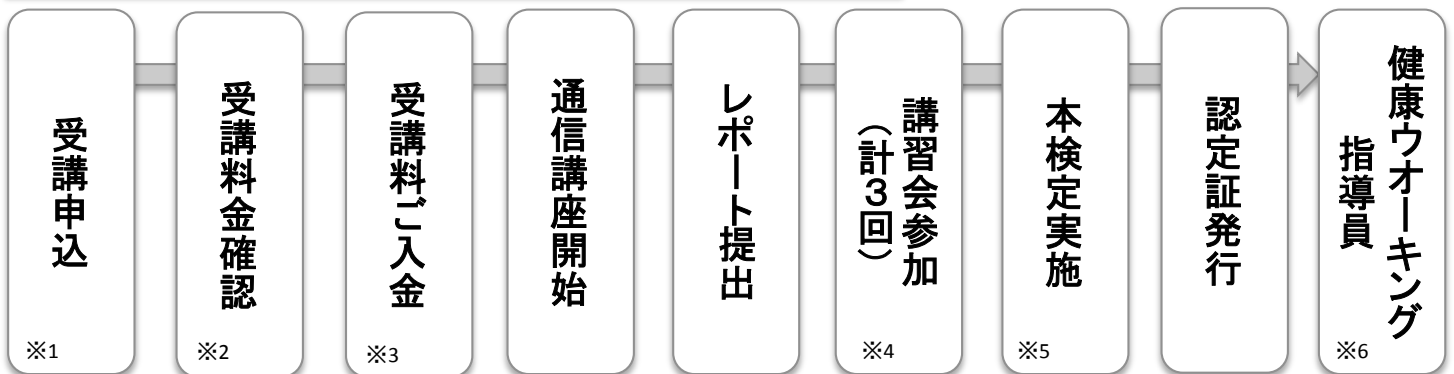 受講申込
※1
受講料金確認
※2
受講料ご入金
※3
通信講座開始
レポート提出
講習会参加
（計３回）
※4
本検定実施
※5
認定証発行
健康ウオーキング
指導員
※6